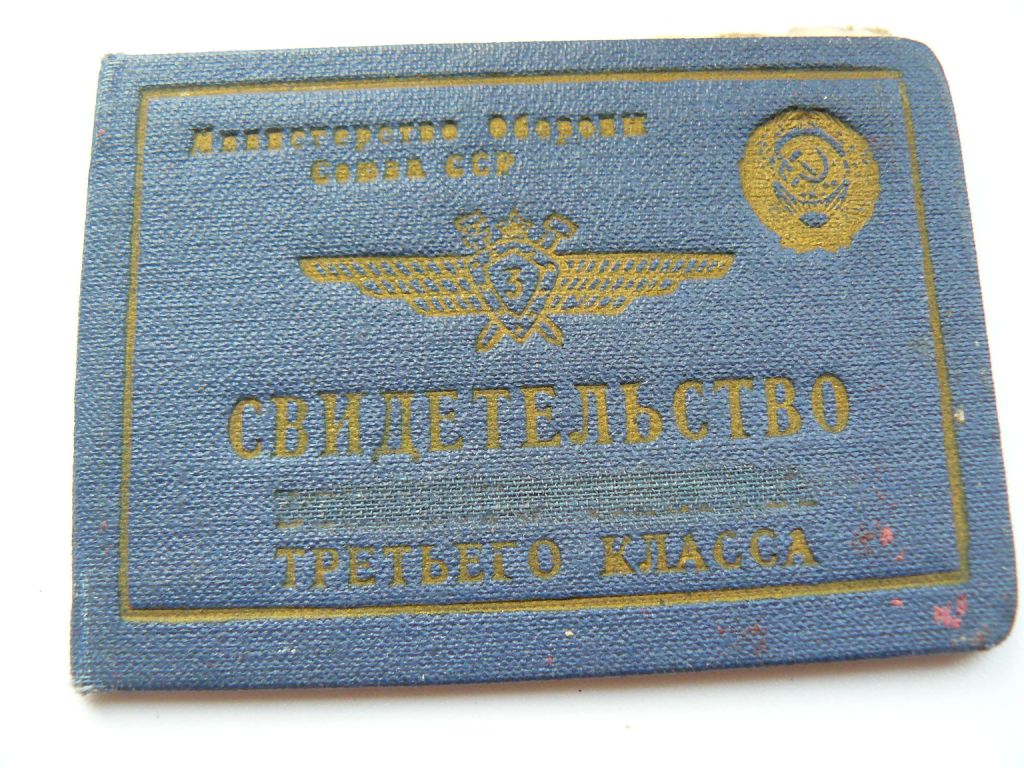 Министерство Обороны
Союза ССР
3
СВИДЕТЕЛЬСТВО
ТРЕТЬЕГО КЛАССА